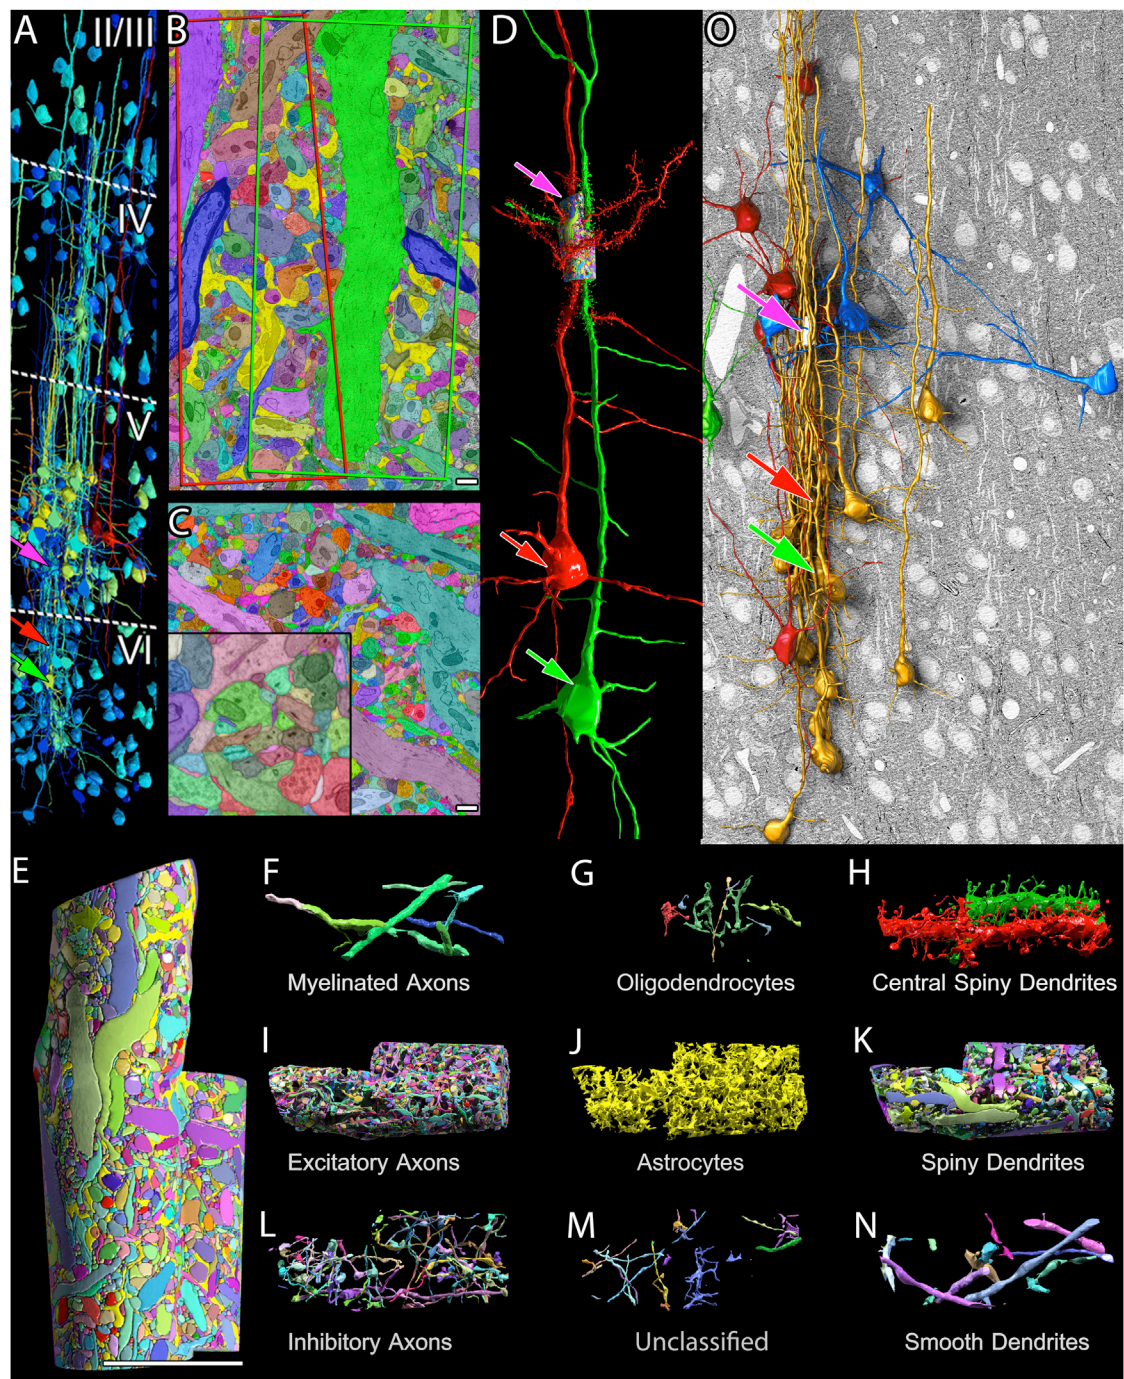 A
II/III
IV
V
VI
B
C
D
O
E
F
Myelinated Axons
G
Oligodendrocytes
H
Central Spiny Dendrites
I
Excitatory Axons
J
Astrocytes
K
Spiny Dendrites
L
Inhibitory Axons
M
Unclassified
N
Smooth Dendrites